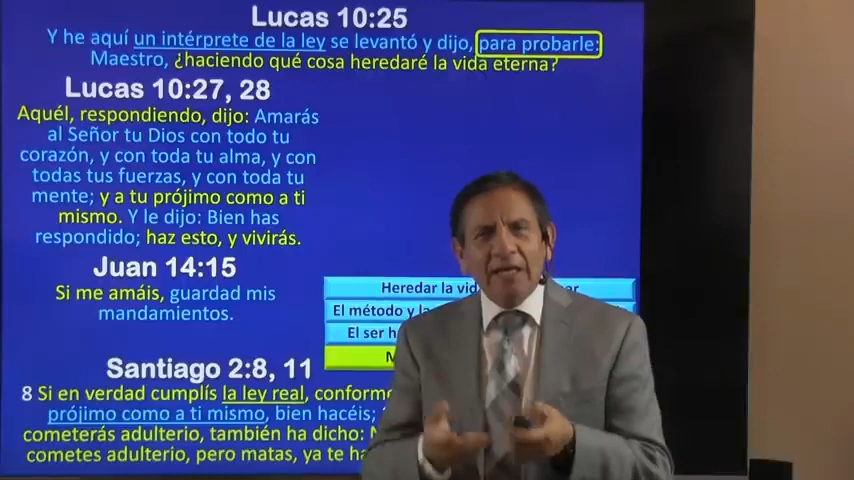 Lucas 10:25
Y he aquí un intérprete de la ley se levantó y dijo, para probarle:
Maestro, ¿haciendo qué cosa heredaré la vida eterna?
Lucas 10:27, 28
Aquél, respondiendo, dijo: Amarás
al Señor tu Dios con todo tu
corazón, y con toda tu alma, y con
todas tus fuerzas, y con toda tu
mente; y a tu prójimo como a ti
mismo. Y le dijo: Bien has
respondido; haz esto, y vivirás.
Juan 14:15
Si me amáis, guardad mis
mandamientos.
Heredar la
El método y
El ser
Santiago 2:8, 11
8 Si en verdad cumplís la ley real,
prójimo como a ti mismo, bien hacéis;
cometerás adulterio, también ha dicho:
cometes adulterio, pero matas, ya te